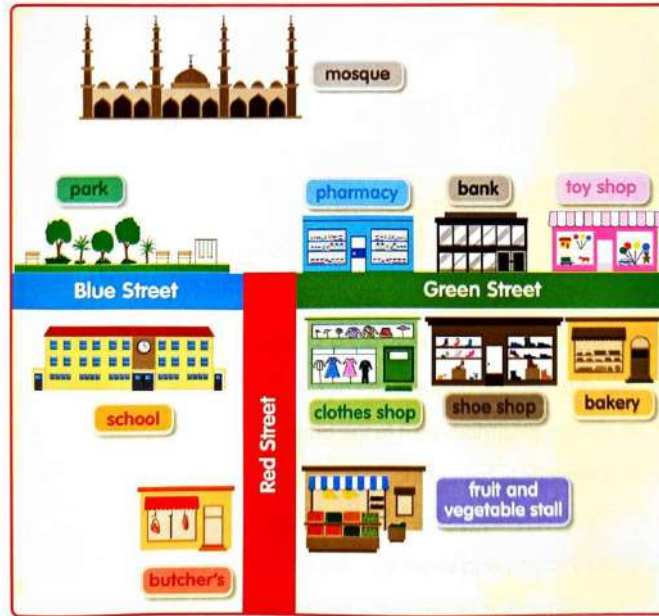 mosque
park
pharmacy
bank
toy shop
Blue Street
Green Street
school
clothes shop
shoe shop
bakery
Red Street
fruit and
vegetable stall
butcher's